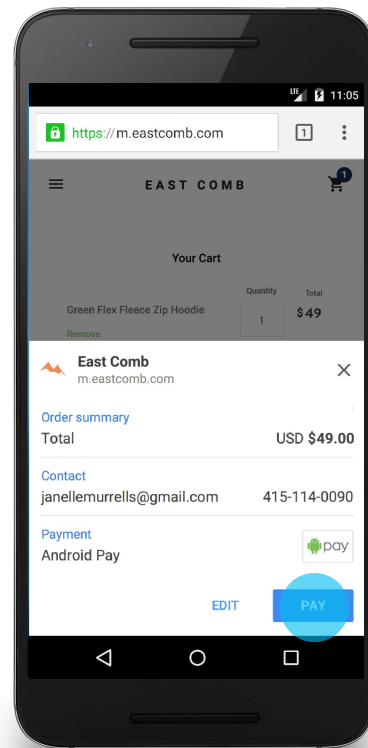 LTE 11:05
https://m.eastcomb.com 1
EAST COMB 1
Your Cart
Quantity Total
Green Flex Fleece Zip Hoodie 1 $49
Remove
East Comb
m.eastcomb.com
Order summary
Total USD $49.00
Contact
janellemurrells@gmail.com 415-114-0090
Payment
Android Pay pay
EDIT PAY